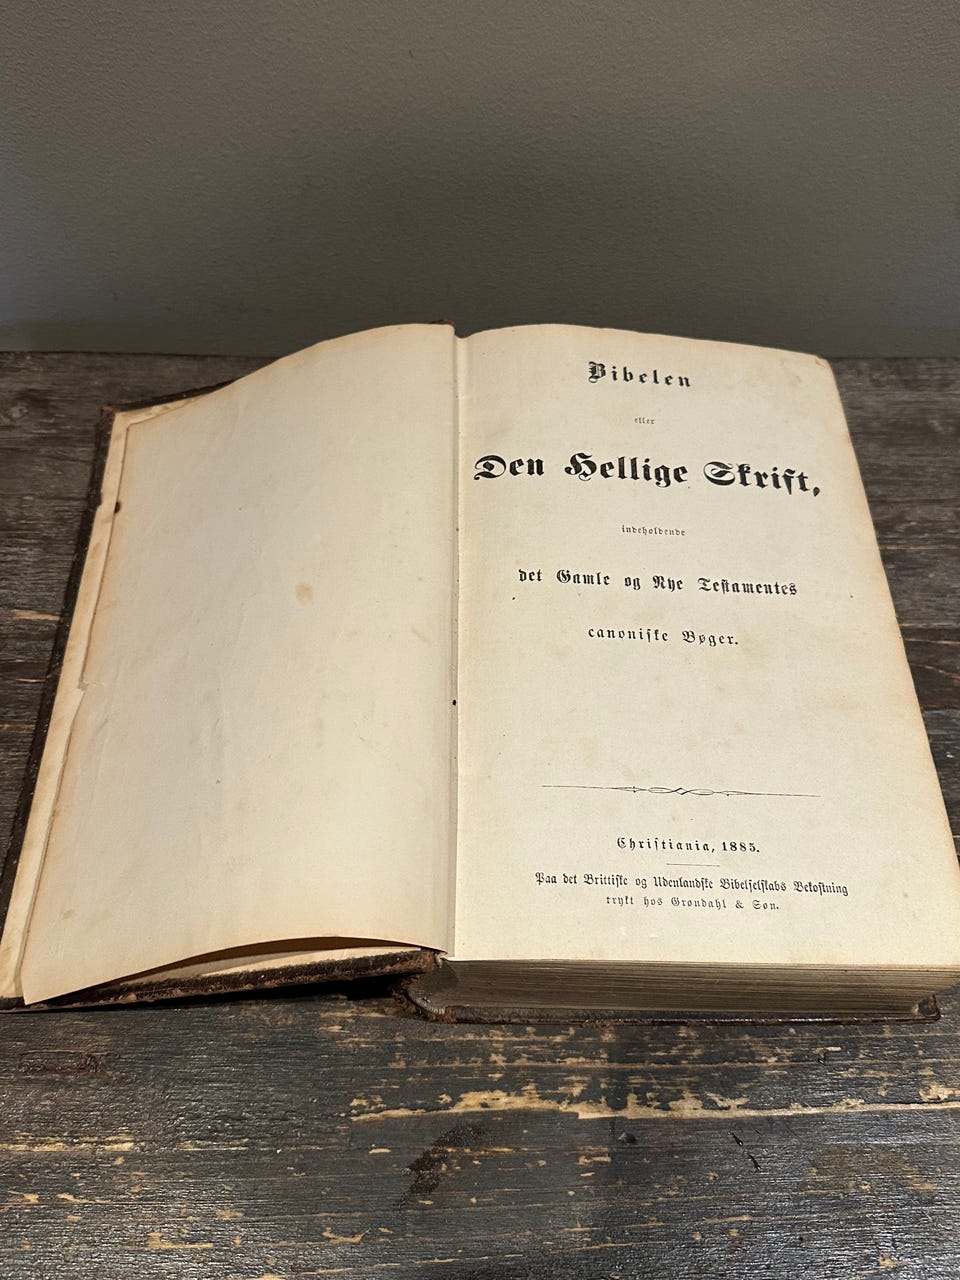 Bibelen
eller
Den Hellige Skrift,
indeholdende
det Gamle og Nye Testamentes
canoniske Bøger.
Christiania, 1885.
Paa det Brittiske og Udenlandske Bibelselskabs Bekostning
trykt hos Grøndahl & Søn.